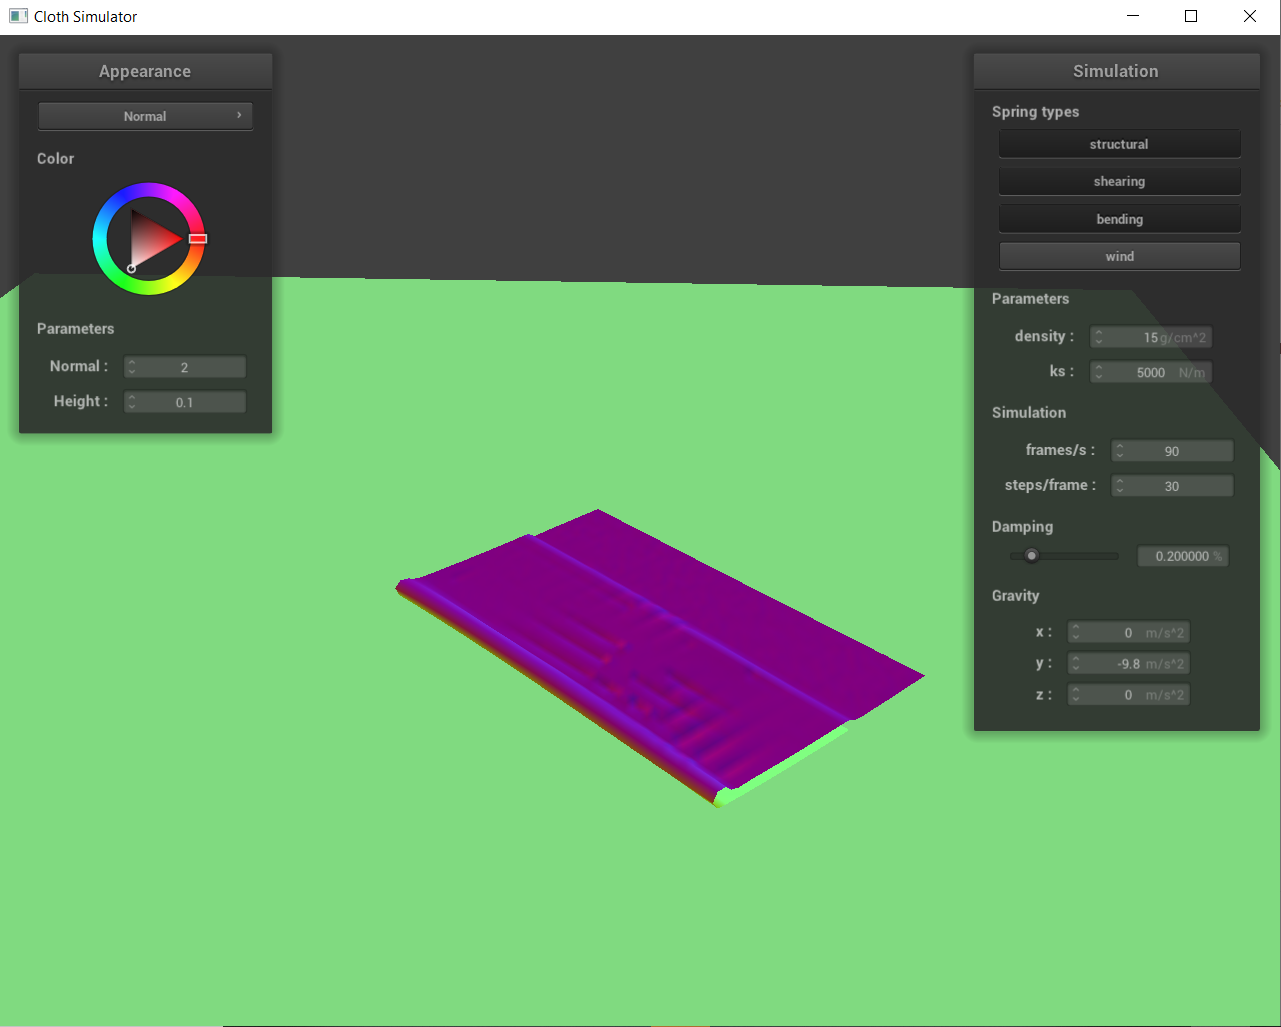 Cloth Simulator
Appearance
Normal
Color
Parameters
Normal : 2
Height : 0.1
Simulation
Spring types
structural
shearing
bending
wind
Parameters
density : 15 g/cm^2
ks : 5000 N/m
Simulation
frames/s : 90
steps/frame : 30
Damping
0.200000 %
Gravity
x : 0 m/s^2
y : -9.8 m/s^2
z : 0 m/s^2